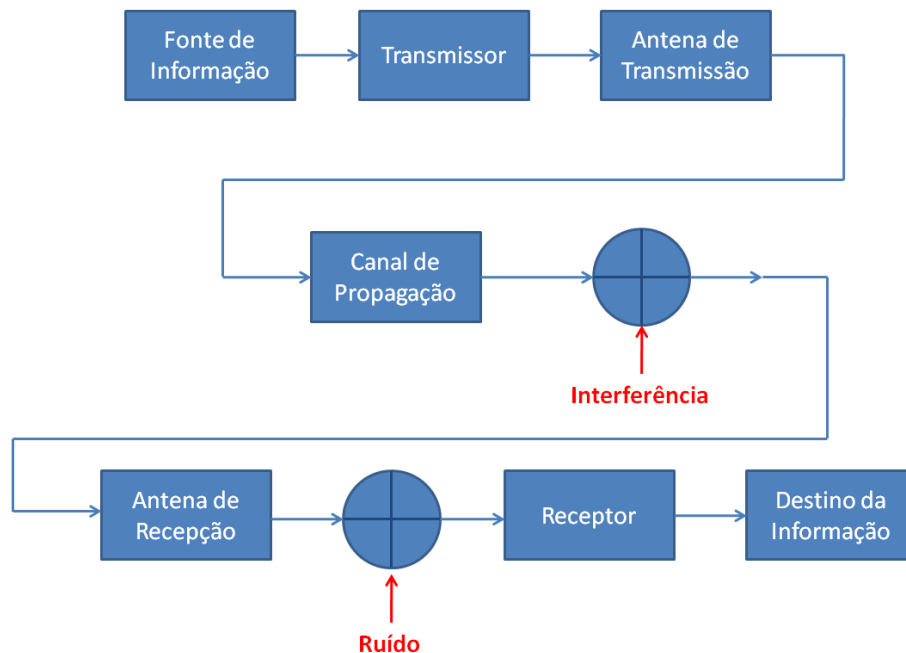 Fonte de
Informação
Transmissor
Antena de
Transmissão
Canal de
Propagação
Interferência
Antena de
Recepção
Receptor
Destino da
Informação
Ruído